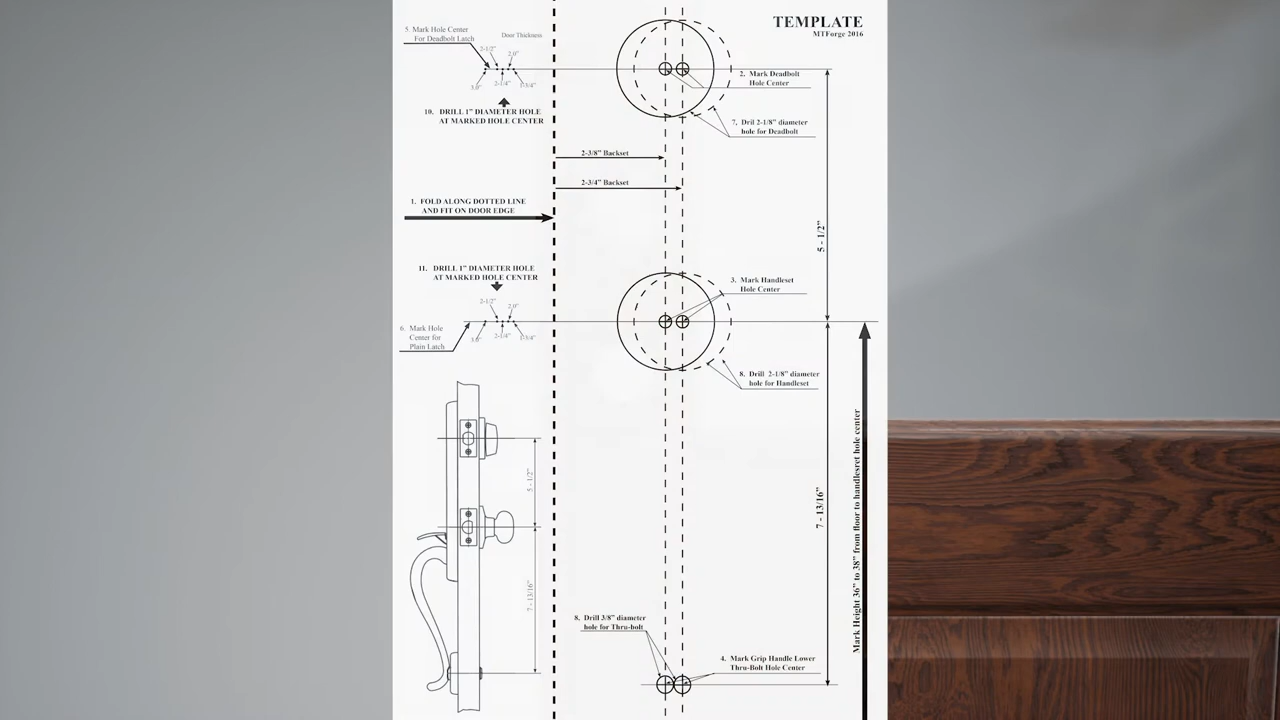 TEMPLATE
MTForge 2016
5. Mark Hole Center
For Deadbolt Latch
Door Thickness
2-1/2"
2.0"
3.0"
2-1/4"
1-3/4"
10. DRILL 1" DIAMETER HOLE
AT MARKED HOLE CENTER
2. Mark Deadbolt
Hole Center
7. Dril 2-1/8" diameter
hole for Deadbolt
2-3/8" Backset
2-3/4" Backset
1. FOLD ALONG DOTTED LINE
AND FIT ON DOOR EDGE
5 - 1/2"
11. DRILL 1" DIAMETER HOLE
AT MARKED HOLE CENTER
3. Mark Handleset
Hole Center
2-1/2"
2.0"
3.0"
2-1/4"
1-3/4"
6. Mark Hole
Center for
Plain Latch
8. Drill 2-1/8" diameter
hole for Handleset
5 - 1/2"
7 - 13/16"
7 - 13/16"
Mark Height 36" to 38" from floor to handlesret hole center
8. Drill 3/8" diameter
hole for Thru-bolt
4. Mark Grip Handle Lower
Thru-Bolt Hole Center